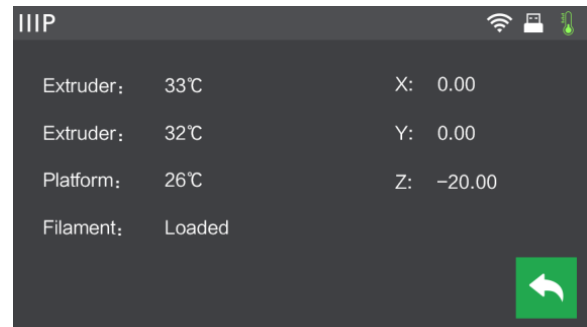 IIIP
Extruder： 33℃ X: 0.00
Extruder： 32℃ Y: 0.00
Platform： 26℃ Z: -20.00
Filament： Loaded